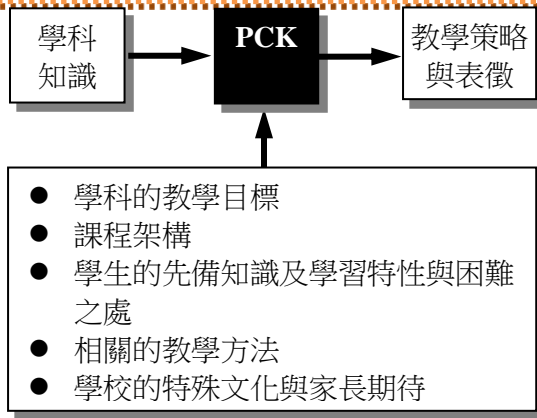 學科
知識
PCK
教學策略
與表徵
● 學科的教學目標
● 課程架構
● 學生的先備知識及學習特性與困難
之處
● 相關的教學方法
● 學校的特殊文化與家長期待